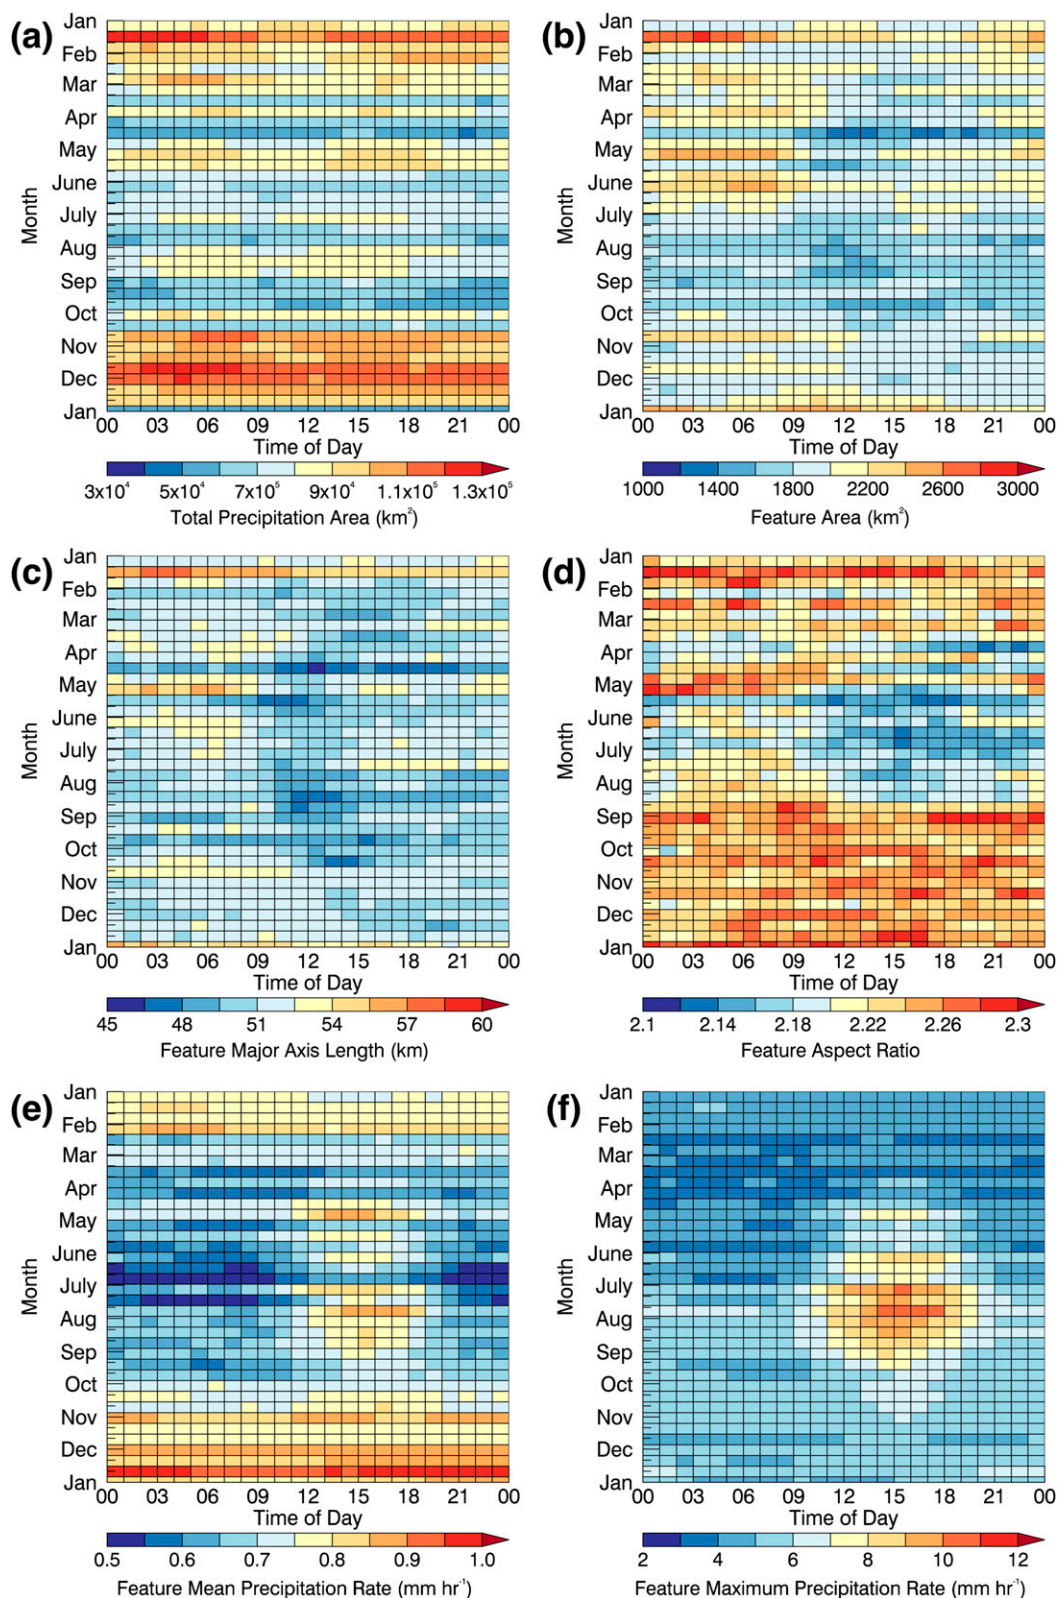 (a)
Jan
Feb
Mar
Apr
May
June
July
Aug
Sep
Oct
Nov
Dec
Jan
Month
00 03 06 09 12 15 18 21 00
Time of Day
3x10⁴ 5x10⁴ 7x10⁵ 9x10⁴ 1.1x10⁵ 1.3x10⁵
Total Precipitation Area (km²)
(b)
Jan
Feb
Mar
Apr
May
June
July
Aug
Sep
Oct
Nov
Dec
Jan
Month
00 03 06 09 12 15 18 21 00
Time of Day
1000 1400 1800 2200 2600 3000
Feature Area (km²)
(c)
Jan
Feb
Mar
Apr
May
June
July
Aug
Sep
Oct
Nov
Dec
Jan
Month
00 03 06 09 12 15 18 21 00
Time of Day
45 48 51 54 57 60
Feature Major Axis Length (km)
(d)
Jan
Feb
Mar
Apr
May
June
July
Aug
Sep
Oct
Nov
Dec
Jan
Month
00 03 06 09 12 15 18 21 00
Time of Day
2.1 2.14 2.18 2.22 2.26 2.3
Feature Aspect Ratio
(e)
Jan
Feb
Mar
Apr
May
June
July
Aug
Sep
Oct
Nov
Dec
Jan
Month
00 03 06 09 12 15 18 21 00
Time of Day
0.5 0.6 0.7 0.8 0.9 1.0
Feature Mean Precipitation Rate (mm hr⁻¹)
(f)
Jan
Feb
Mar
Apr
May
June
July
Aug
Sep
Oct
Nov
Dec
Jan
Month
00 03 06 09 12 15 18 21 00
Time of Day
2 4 6 8 10 12
Feature Maximum Precipitation Rate (mm hr⁻¹)